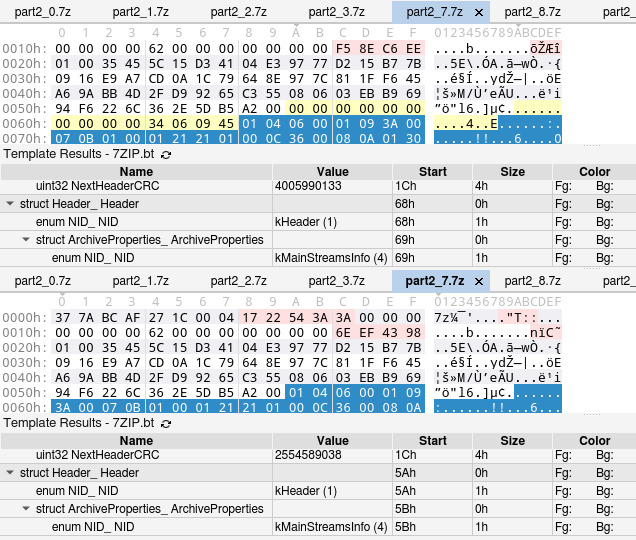 part2_0.7z part2_1.7z part2_2.7z part2_3.7z part2_7.7z × part2_8.7z part2_
0 1 2 3 4 5 6 7 8 9 A B C D E F 0123456789ABCDEF
0010h: 00 00 00 00 62 00 00 00 00 00 00 00 F5 8E C6 EE ....b.......õŽÆî
0020h: 01 00 35 45 5C 15 D3 41 04 E3 97 77 D2 15 B7 7B ..5E\.ÓA.ã—wÒ.·{
0030h: 09 16 E9 A7 CD 0A 1C 79 64 8E 97 7C 81 1F F6 45 ..é§Í..ydŽ—|..öE
0040h: A6 9A BB 4D 2F D9 92 65 C3 55 08 06 03 EB B9 69 ¦š»M/Ù’eÃU...ë¹i
0050h: 94 F6 22 6C 36 2E 5D B5 A2 00 00 00 00 00 00 00 ”ö"l6.]µ¢.......
0060h: 00 00 00 00 34 06 09 45 01 04 06 00 01 09 3A 00 ....4..E......:.
0070h: 07 0B 01 00 01 21 21 01 00 0C 36 00 08 0A 01 30 .....!!...6....0
Template Results - 7ZIP.bt
Name Value Start Size Color
uint32 NextHeaderCRC 4005990133 1Ch 4h Fg: Bg:
struct Header_ Header 68h 0h Fg: Bg:
enum NID_ NID kHeader (1) 68h 1h Fg: Bg:
struct ArchiveProperties_ ArchiveProperties 69h 0h Fg: Bg:
enum NID_ NID kMainStreamsInfo (4) 69h 1h Fg: Bg:
part2_0.7z part2_1.7z part2_2.7z part2_3.7z part2_7.7z × part2_8.7z part2_
0 1 2 3 4 5 6 7 8 9 A B C D E F 0123456789ABCDEF
0000h: 37 7A BC AF 27 1C 00 04 17 22 54 3A 3A 00 00 00 7z¼¯'...."T::...
0010h: 00 00 00 00 62 00 00 00 00 00 00 00 6E EF 43 98 ....b.......nïC˜
0020h: 01 00 35 45 5C 15 D3 41 04 E3 97 77 D2 15 B7 7B ..5E\.ÓA.ã—wÒ.·{
0030h: 09 16 E9 A7 CD 0A 1C 79 64 8E 97 7C 81 1F F6 45 ..é§Í..ydŽ—|..öE
0040h: A6 9A BB 4D 2F D9 92 65 C3 55 08 06 03 EB B9 69 ¦š»M/Ù’eÃU...ë¹i
0050h: 94 F6 22 6C 36 2E 5D B5 A2 00 01 04 06 00 01 09 ”ö"l6.]µ¢.......
0060h: 3A 00 07 0B 01 00 01 21 21 01 00 0C 36 00 08 0A :......!!...6...
Template Results - 7ZIP.bt
Name Value Start Size Color
uint32 NextHeaderCRC 2554589038 1Ch 4h Fg: Bg:
struct Header_ Header 5Ah 0h Fg: Bg:
enum NID_ NID kHeader (1) 5Ah 1h Fg: Bg:
struct ArchiveProperties_ ArchiveProperties 5Bh 0h Fg: Bg:
enum NID_ NID kMainStreamsInfo (4) 5Bh 1h Fg: Bg: